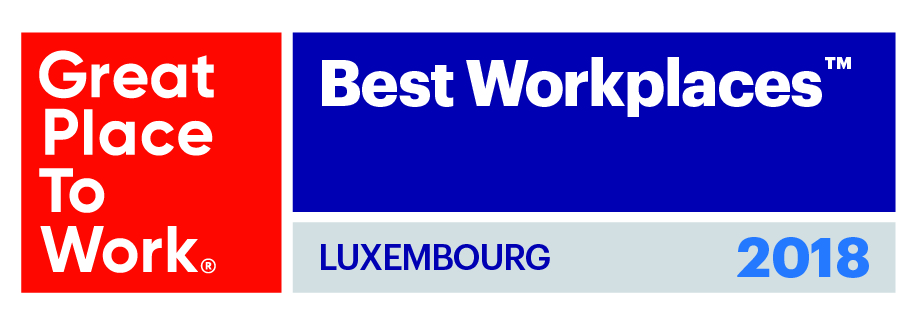 Great
Place
To
Work®
Best Workplaces™
LUXEMBOURG
2018